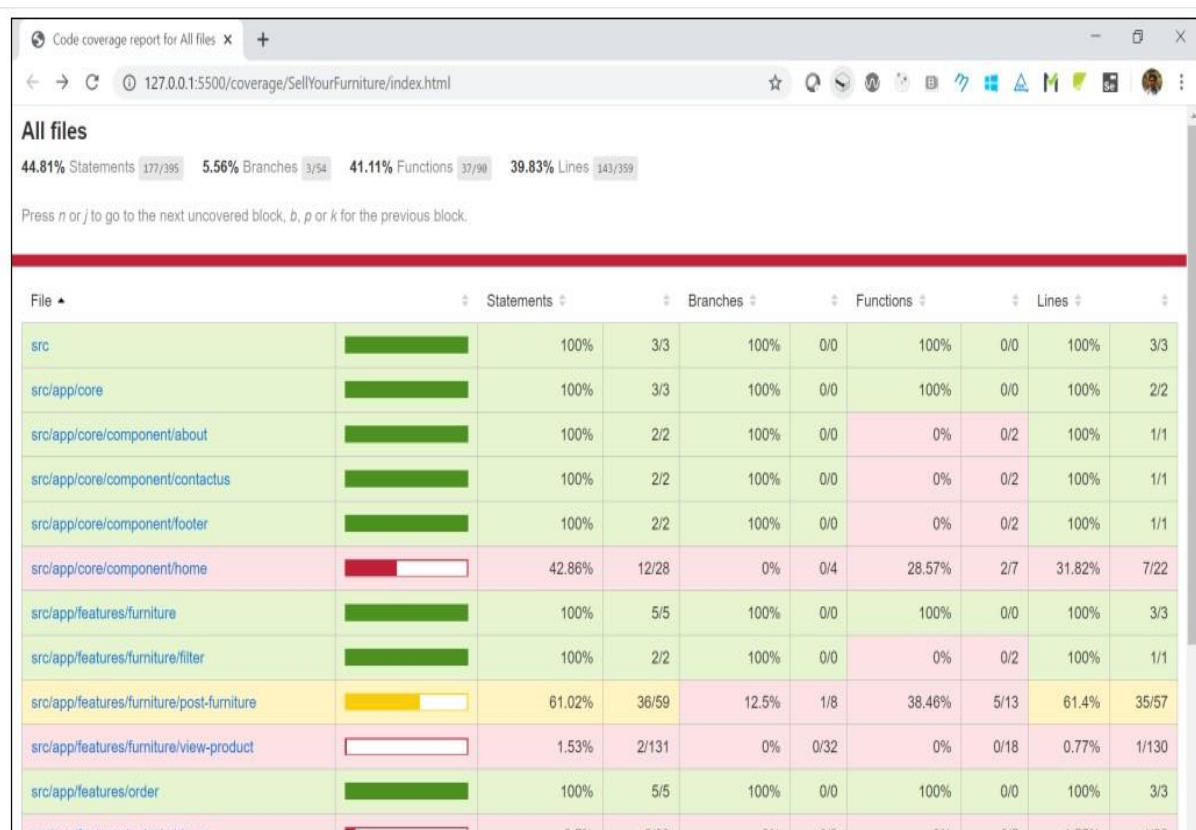 Code coverage report for All files
127.0.0.1:5500/coverage/SellYourFurniture/index.html
All files
44.81% Statements 177/395 5.56% Branches 3/54 41.11% Functions 37/90 39.83% Lines 143/359
Press n or j to go to the next uncovered block, b, p or k for the previous block.
File Statements Branches Functions Lines
src 100% 3/3 100% 0/0 100% 0/0 100% 3/3
src/app/core 100% 3/3 100% 0/0 100% 0/0 100% 2/2
src/app/core/component/about 100% 2/2 100% 0/0 0% 0/2 100% 1/1
src/app/core/component/contactus 100% 2/2 100% 0/0 0% 0/2 100% 1/1
src/app/core/component/footer 100% 2/2 100% 0/0 0% 0/2 100% 1/1
src/app/core/component/home 42.86% 12/28 0% 0/4 28.57% 2/7 31.82% 7/22
src/app/features/furniture 100% 5/5 100% 0/0 100% 0/0 100% 3/3
src/app/features/furniture/filter 100% 2/2 100% 0/0 0% 0/2 100% 1/1
src/app/features/furniture/post-furniture 61.02% 36/59 12.5% 1/8 38.46% 5/13 61.4% 35/57
src/app/features/furniture/view-product 1.53% 2/131 0% 0/32 0% 0/18 0.77% 1/130
src/app/features/order 100% 5/5 100% 0/0 100% 0/0 100% 3/3